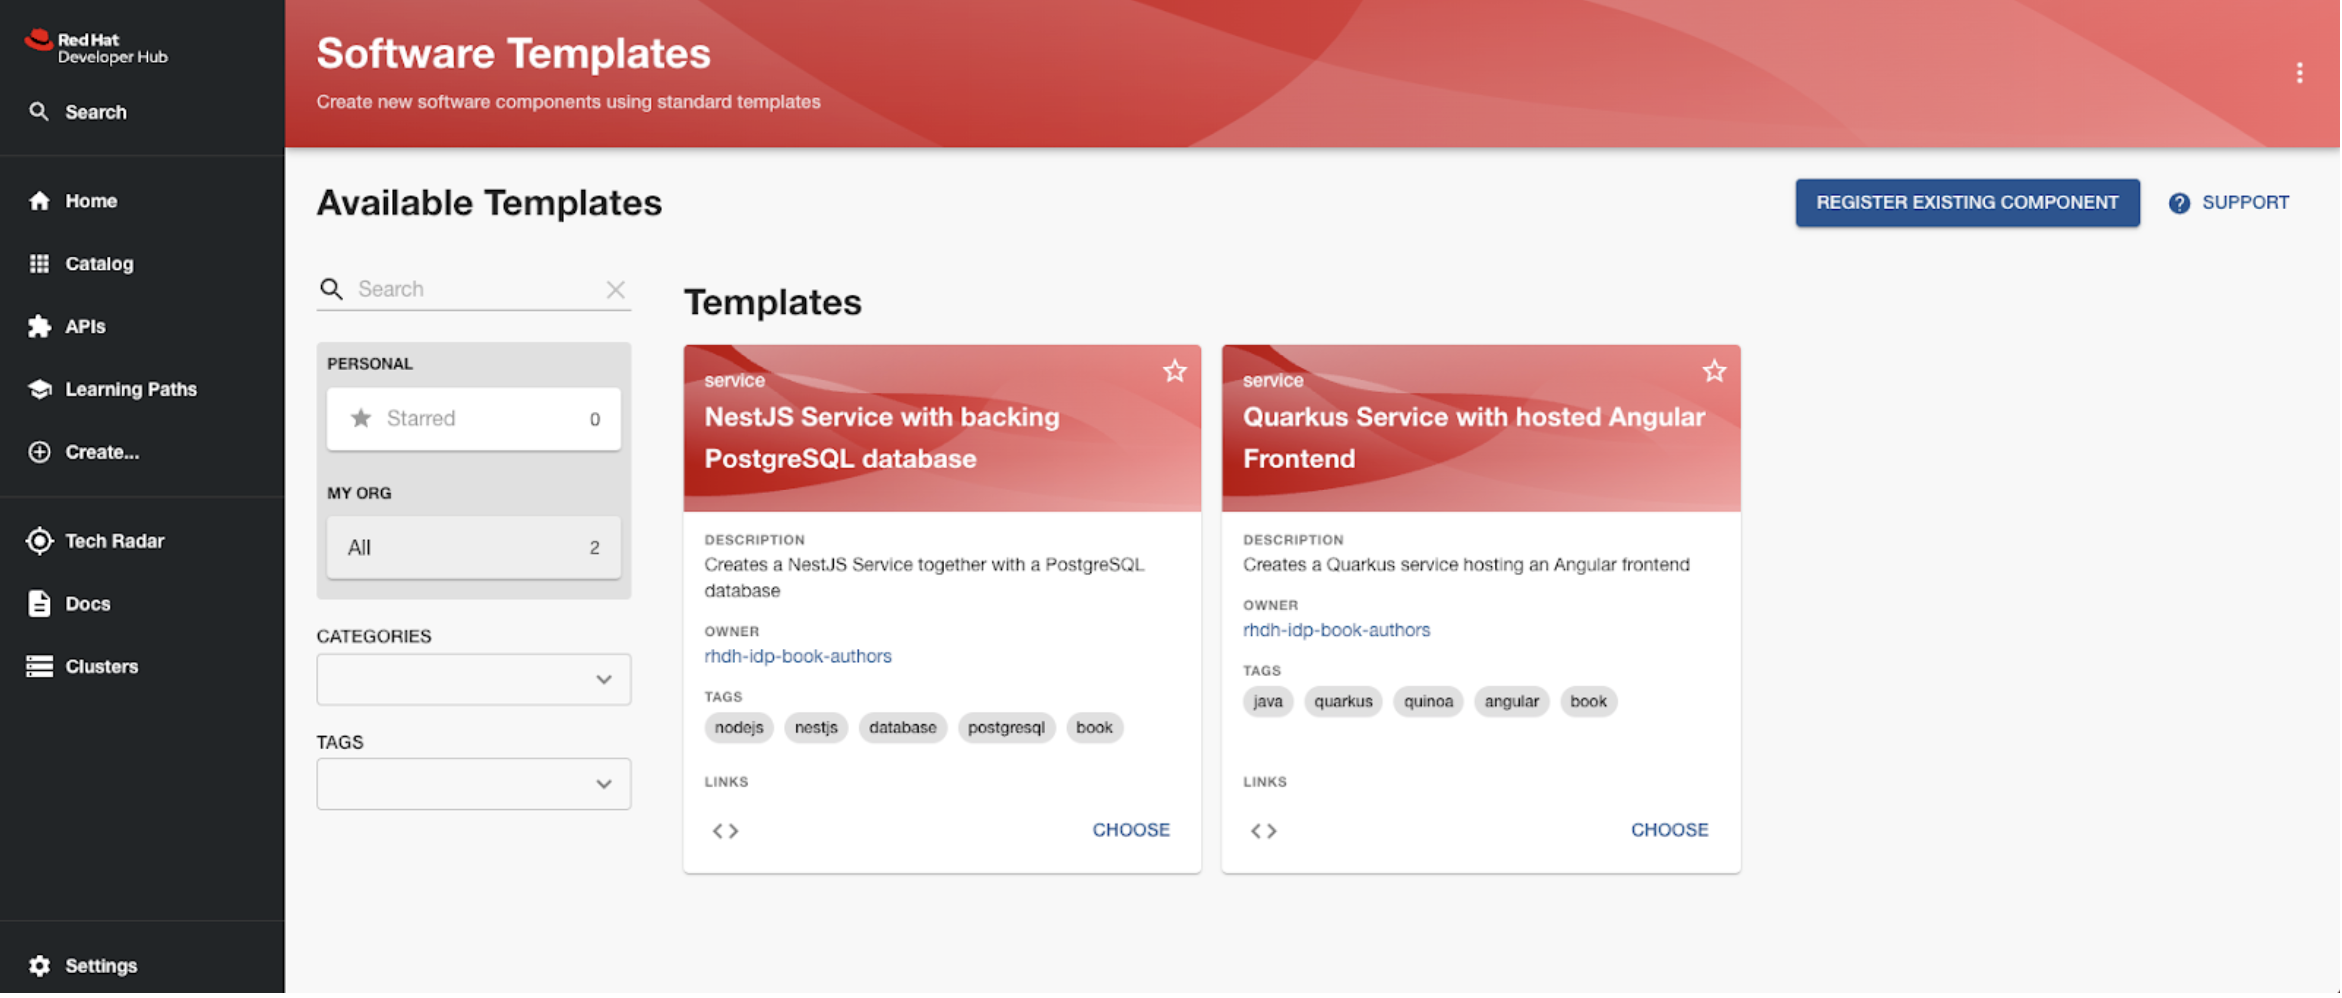 Red Hat
Developer Hub
Search
Home
Catalog
APIs
Learning Paths
Create...
Tech Radar
Docs
Clusters
Settings
Software Templates
Create new software components using standard templates
Available Templates
REGISTER EXISTING COMPONENT
SUPPORT
Search
PERSONAL
Starred 0
MY ORG
All 2
CATEGORIES
TAGS
Templates
service
NestJS Service with backing
PostgreSQL database
DESCRIPTION
Creates a NestJS Service together with a PostgreSQL
database
OWNER
rhdh-idp-book-authors
TAGS
nodejs nestjs database postgresql book
LINKS
CHOOSE
service
Quarkus Service with hosted Angular
Frontend
DESCRIPTION
Creates a Quarkus service hosting an Angular frontend
OWNER
rhdh-idp-book-authors
TAGS
java quarkus quinoa angular book
LINKS
CHOOSE